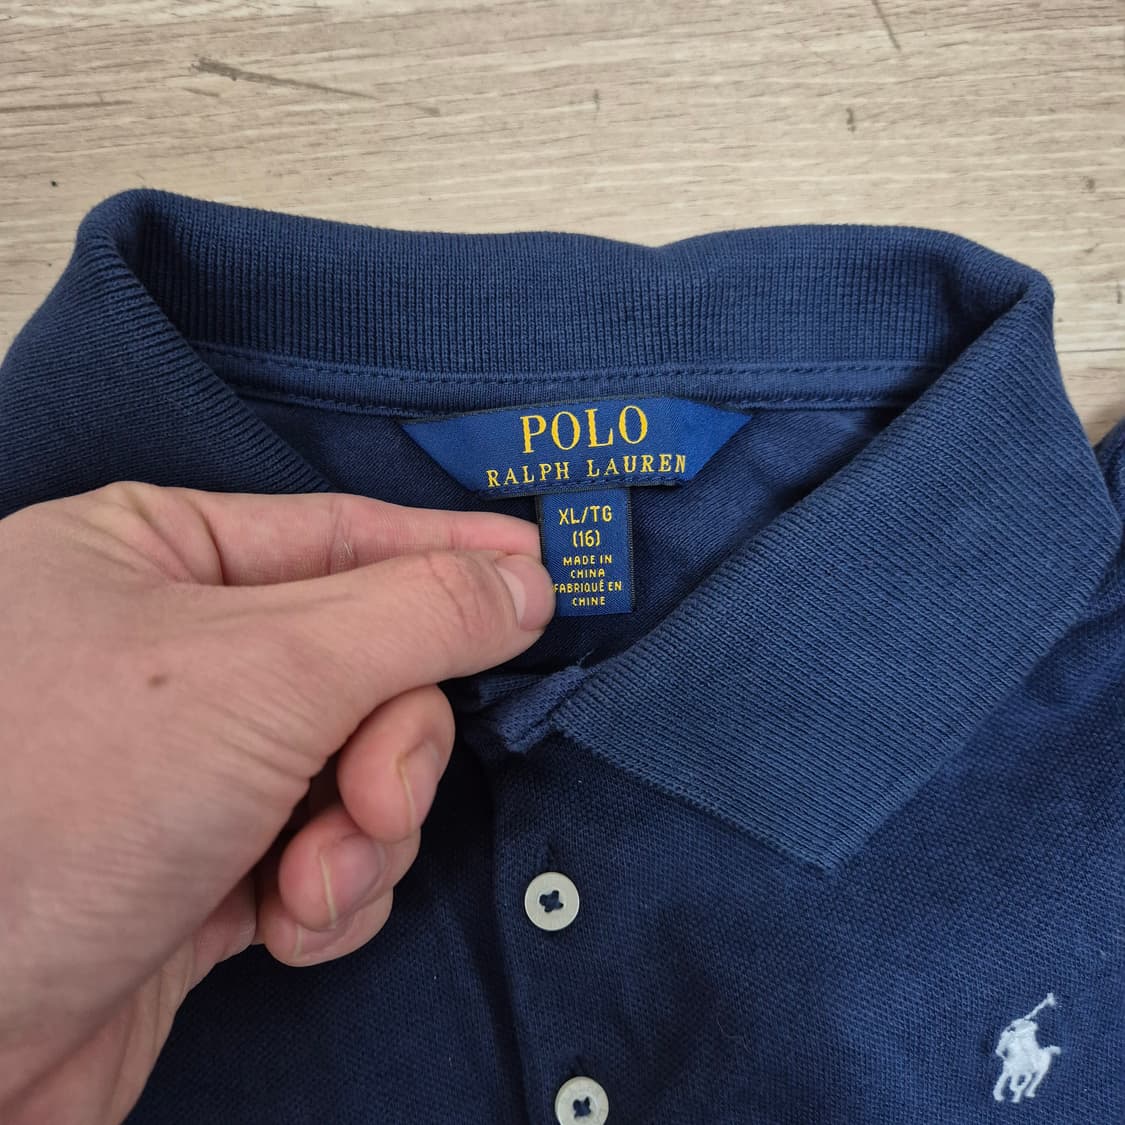 POLO
RALPH LAUREN
XL/TG
(16)
MADE IN
CHINA
FABRIQUÉ EN
CHINE